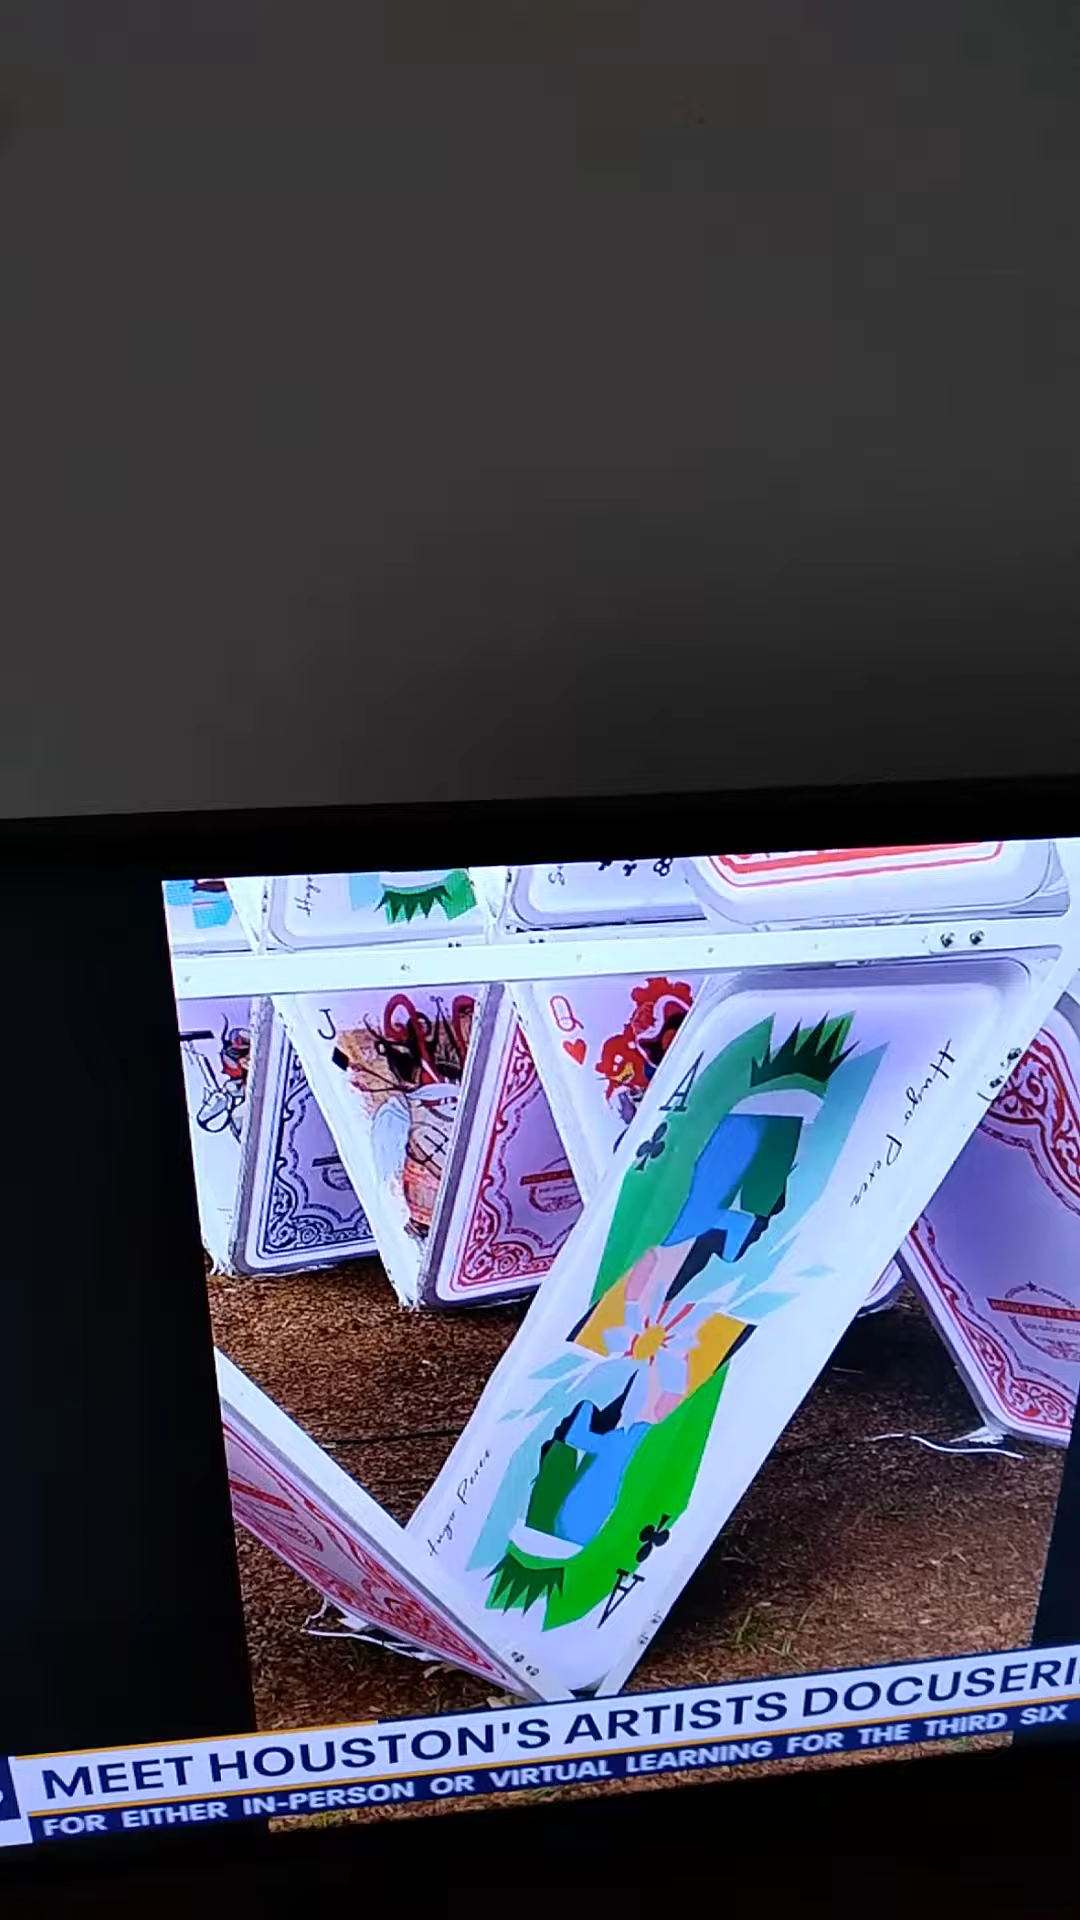 J
Q
A
Hugo Perez
Hugo Perez
A
MEET HOUSTON'S ARTISTS DOCUSERI
FOR EITHER IN-PERSON OR VIRTUAL LEARNING FOR THE THIRD SIX